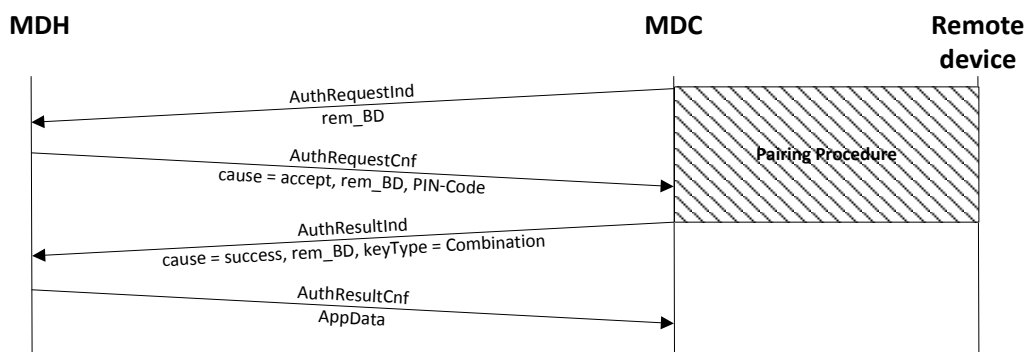 MDH
MDC
Remote
device
AuthRequestInd
rem_BD
Pairing Procedure
AuthRequestCnf
cause = accept, rem_BD, PIN-Code
AuthResultInd
cause = success, rem_BD, keyType = Combination
AuthResultCnf
AppData